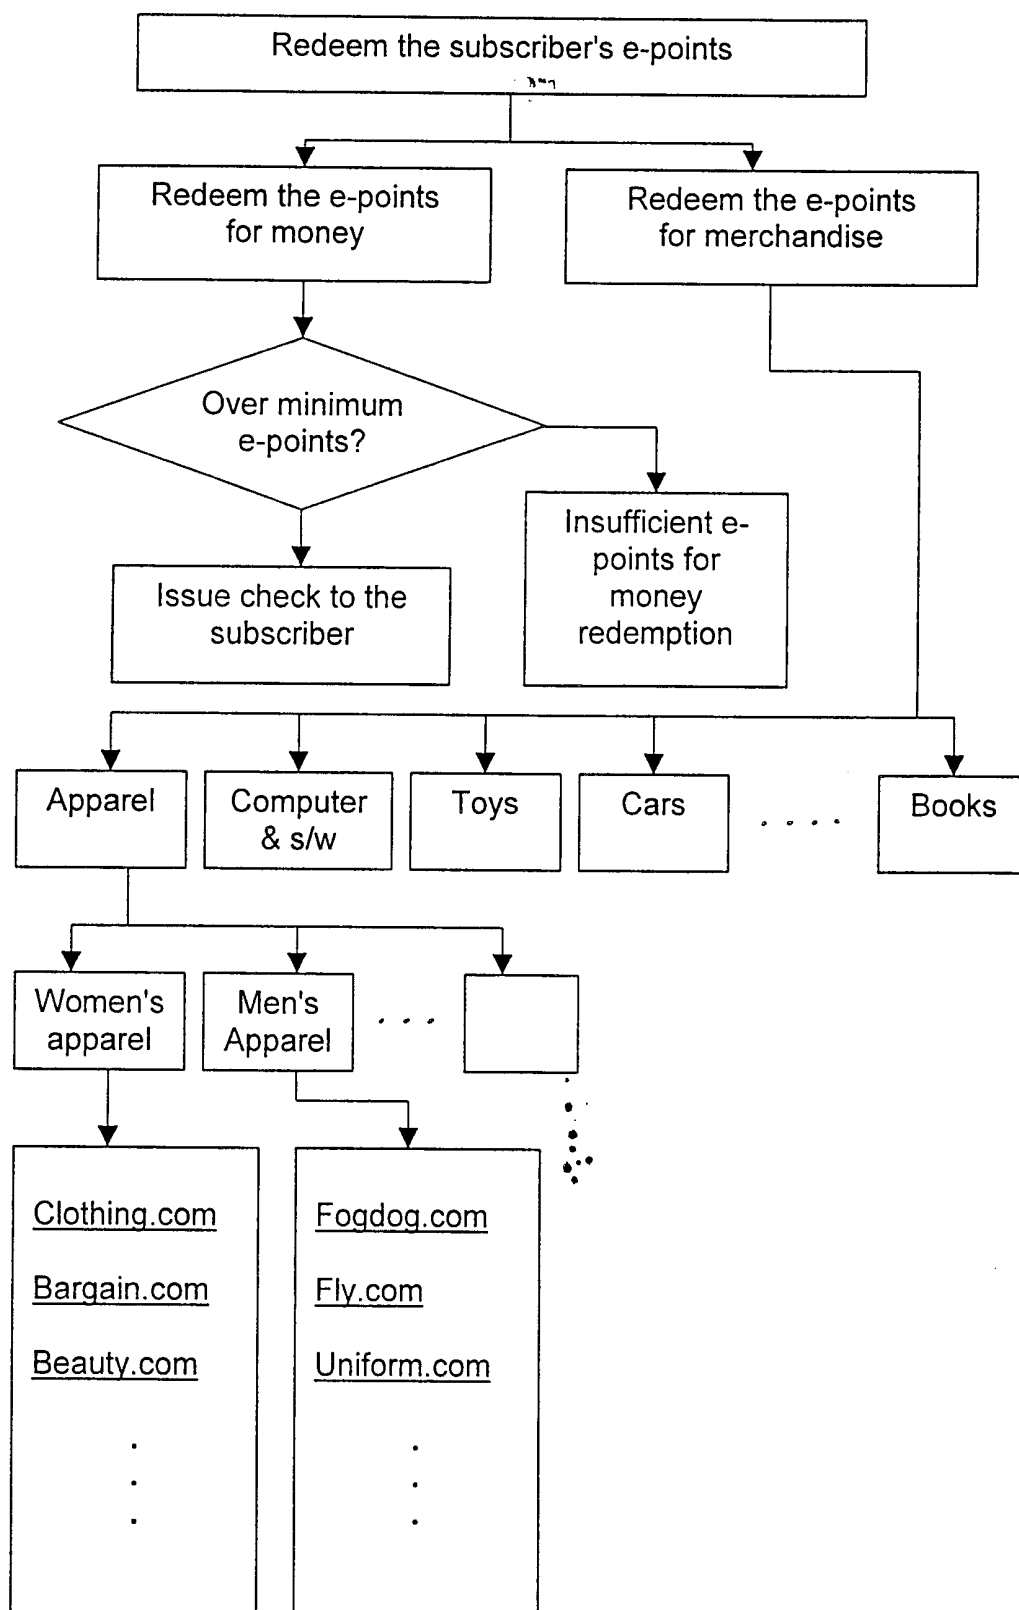 Redeem the subscriber's e-points
Redeem the e-points
for money
Redeem the e-points
for merchandise
Over minimum
e-points?
Insufficient e-
points for
money
redemption
Issue check to the
subscriber
Apparel
Computer
& s/w
Toys
Cars
. . . .
Books
Women's
apparel
Men's
Apparel
. . . .
Clothing.com
Bargain.com
Beauty.com
.
.
.
Fogdog.com
Fly.com
Uniform.com
.
.
.